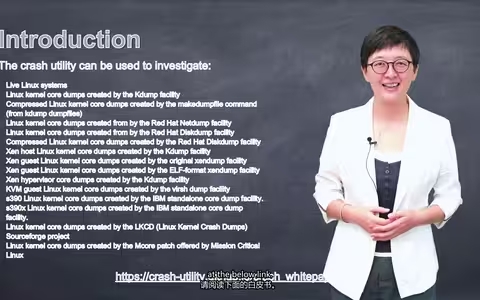 Introduction
The crash utility can be used to investigate:
Live Linux systems
Linux kernel core dumps created by the Kdump facility
Compressed Linux kernel core dumps created by the makedumpfile command
(from kdump dumpfiles)
Linux kernel core dumps created from by the Red Hat Netdump facility
Linux kernel core dumps created from by the Red Hat Diskdump facility
Compressed Linux kernel core dumps created by the Red Hat Diskdump facility
Xen host Linux kernel core dumps created by the Kdump facility
Xen guest Linux kernel core dumps created by the original xendump facility
Xen guest Linux kernel core dumps created by the ELF-format xendump facility
Xen hypervisor core dumps created by the Kdump facility
KVM guest Linux kernel core dumps created by the virsh dump facility
s390 Linux kernel core dumps created by the IBM standalone core dump facility.
s390x Linux kernel core dumps created by the IBM standalone core dump
facility.
Linux kernel core dumps created by the LKCD (Linux Kernel Crash Dumps)
Sourceforge project
Linux kernel core dumps created by the Moore patch offered by Mission Critical
Linux
https://crash-utility
at the below link.
请阅读下面的白皮书。